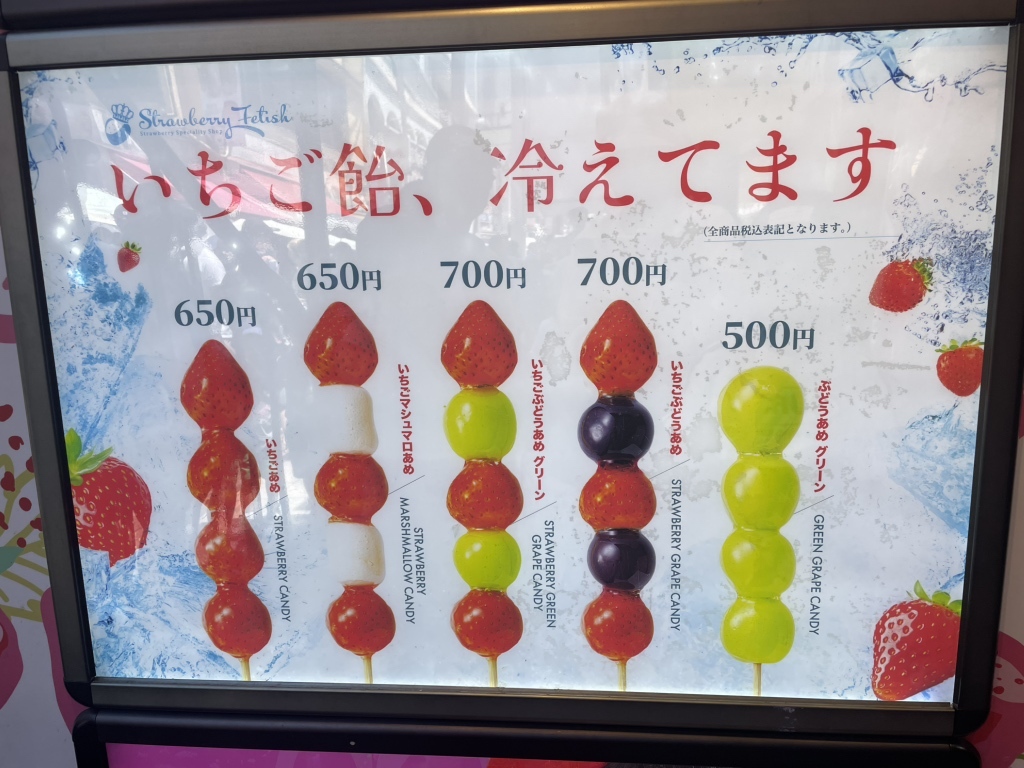 Strawberry Fetish
Strawberry Speciality Shop
いちご飴、冷えてます
(全商品税込表記となります。)
650円
いちごあめ
STRAWBERRY CANDY
650円
いちごマシュマロあめ
STRAWBERRY
MARSHMALLOW CANDY
700円
いちごぶどうあめ グリーン
STRAWBERRY GREEN
GRAPE CANDY
700円
いちごぶどうあめ
STRAWBERRY GRAPE CANDY
500円
ぶどうあめ グリーン
GREEN GRAPE CANDY